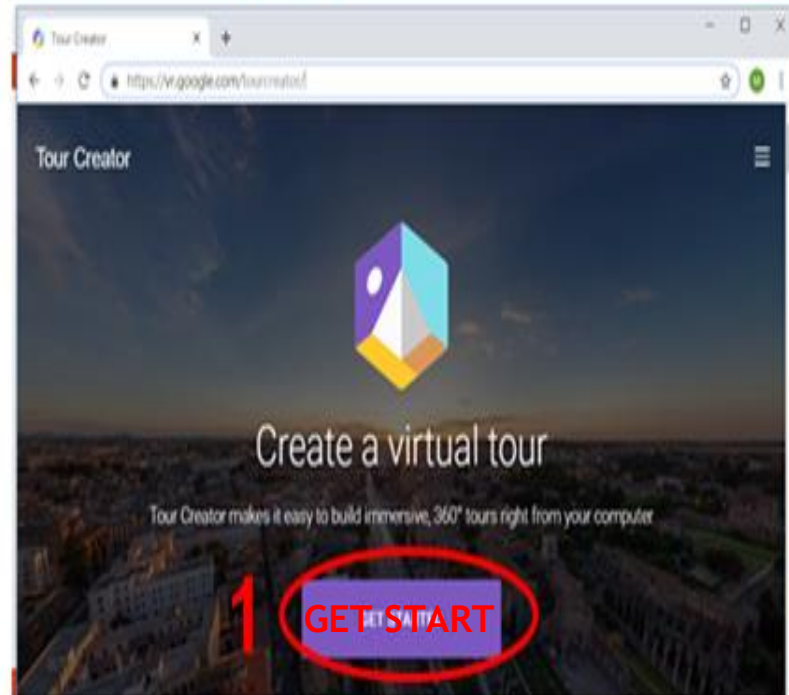 Tour Creator
https://vr.google.com/tourcreator/
Tour Creator
Create a virtual tour
Tour Creator makes it easy to build immersive, 360° tours right from your computer
1
GET START